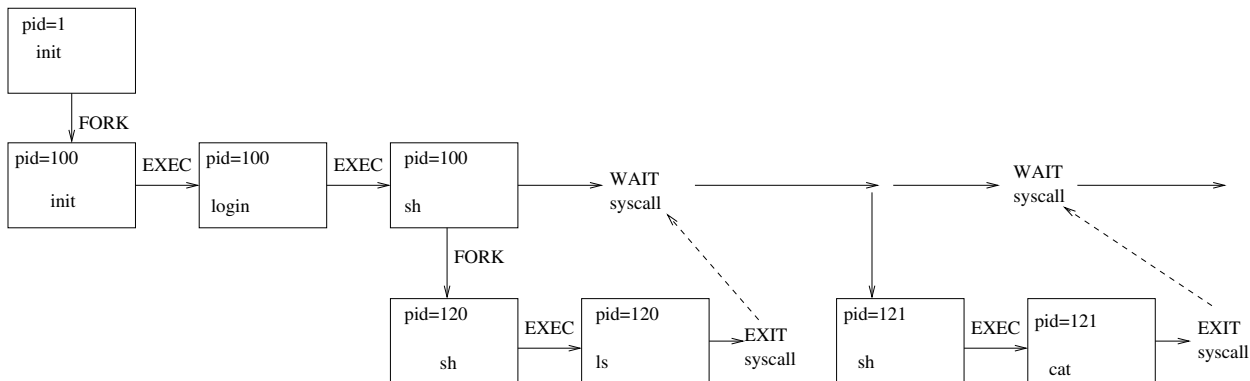 pid=1
init
FORK
pid=100
init
EXEC
pid=100
login
EXEC
pid=100
sh
WAIT
syscall
WAIT
syscall
FORK
pid=120
sh
EXEC
pid=120
ls
EXIT
syscall
pid=121
sh
EXEC
pid=121
cat
EXIT
syscall